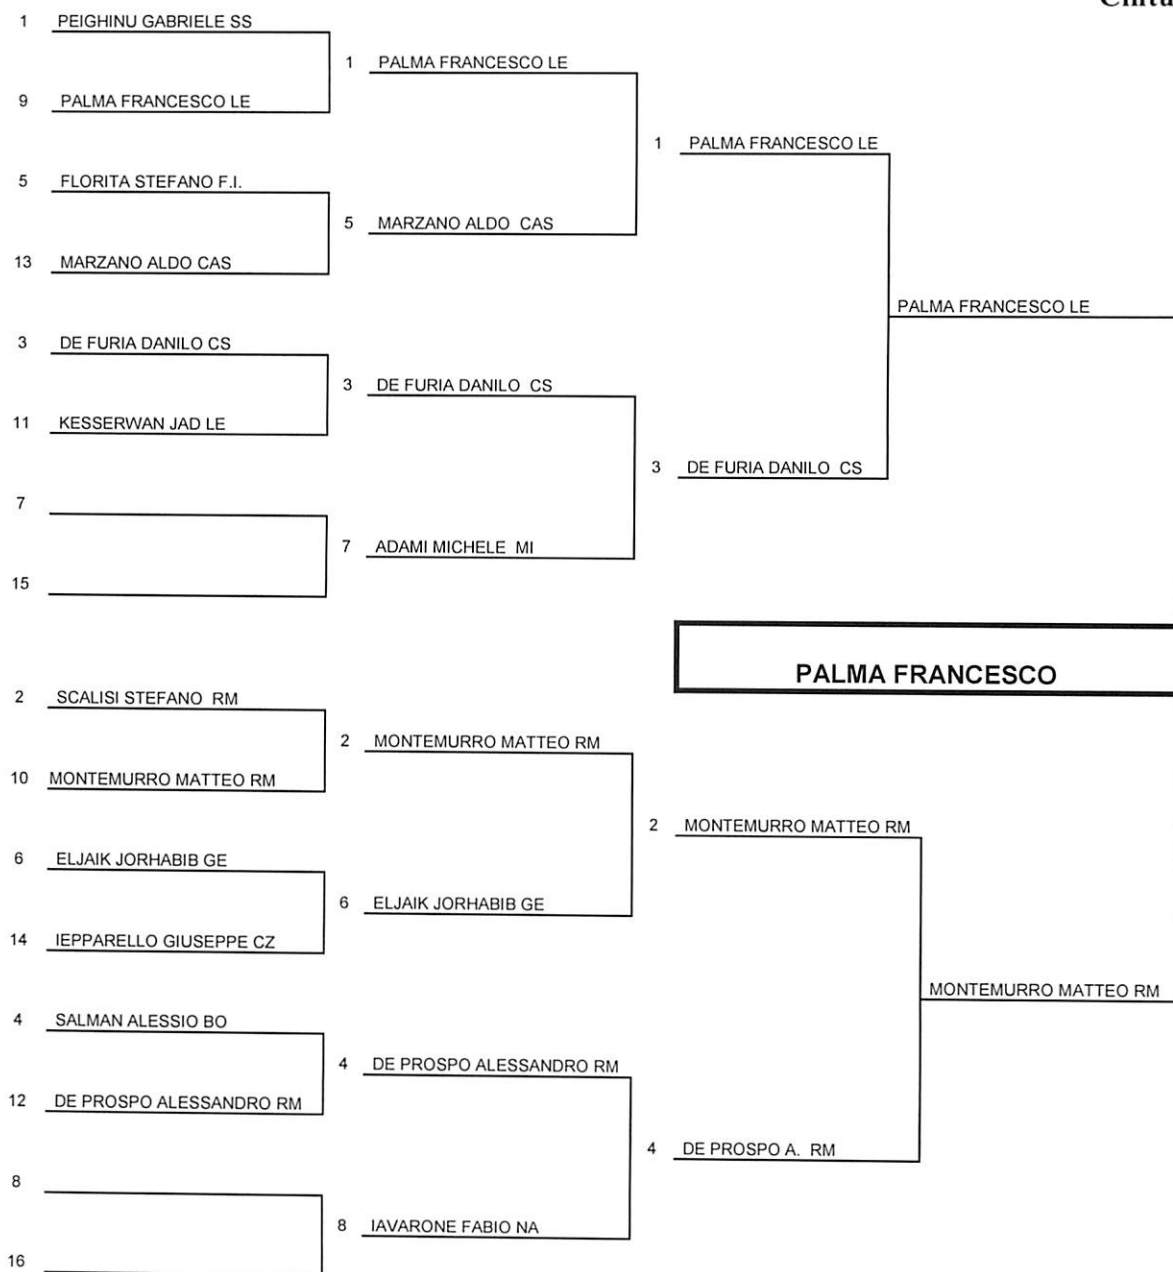 Cintu
1 PEIGHINU GABRIELE SS
1 PALMA FRANCESCO LE
9 PALMA FRANCESCO LE
1 PALMA FRANCESCO LE
5 FLORITA STEFANO F.I.
5 MARZANO ALDO CAS
13 MARZANO ALDO CAS
PALMA FRANCESCO LE
3 DE FURIA DANILO CS
3 DE FURIA DANILO CS
11 KESSERWAN JAD LE
3 DE FURIA DANILO CS
7
7 ADAMI MICHELE MI
15
PALMA FRANCESCO
2 SCALISI STEFANO RM
2 MONTEMURRO MATTEO RM
10 MONTEMURRO MATTEO RM
2 MONTEMURRO MATTEO RM
6 ELJAIK JORHABIB GE
6 ELJAIK JORHABIB GE
14 IEPPARELLO GIUSEPPE CZ
MONTEMURRO MATTEO RM
4 SALMAN ALESSIO BO
4 DE PROSPO ALESSANDRO RM
12 DE PROSPO ALESSANDRO RM
4 DE PROSPO A. RM
8
8 IAVARONE FABIO NA
16